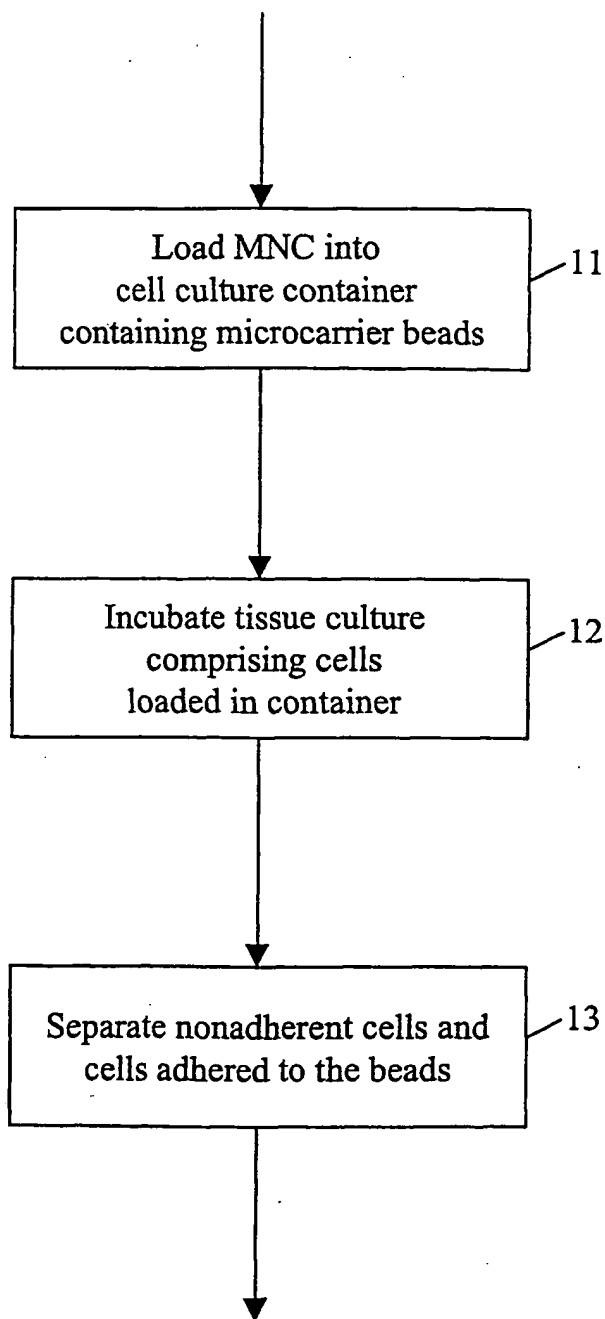 Load MNC into
cell culture container
containing microcarrier beads
11
Incubate tissue culture
comprising cells
loaded in container
12
Separate nonadherent cells and
cells adhered to the beads
13